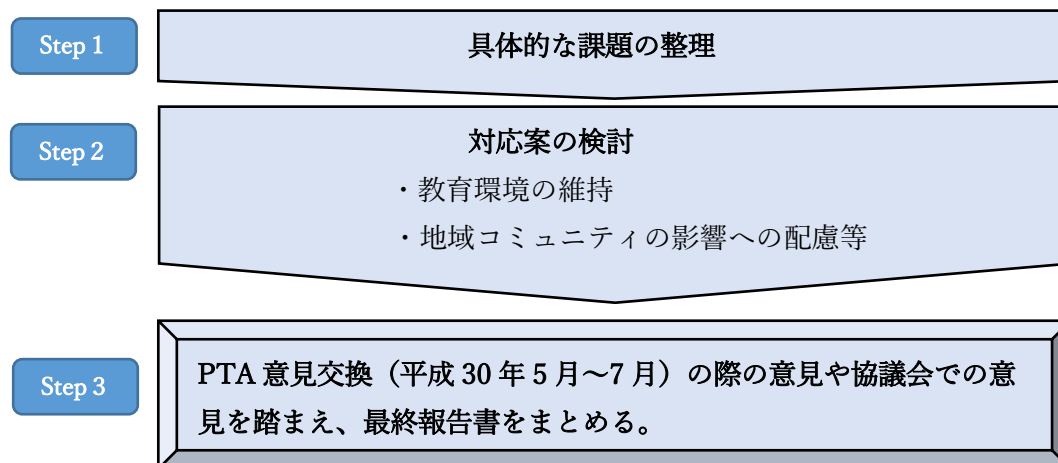 Step 1
具体的な課題の整理
Step 2
対応案の検討
・教育環境の維持
・地域コミュニティの影響への配慮等
Step 3
PTA 意見交換（平成 30 年 5 月～7 月）の際の意見や協議会での意
見を踏まえ、最終報告書をまとめる。